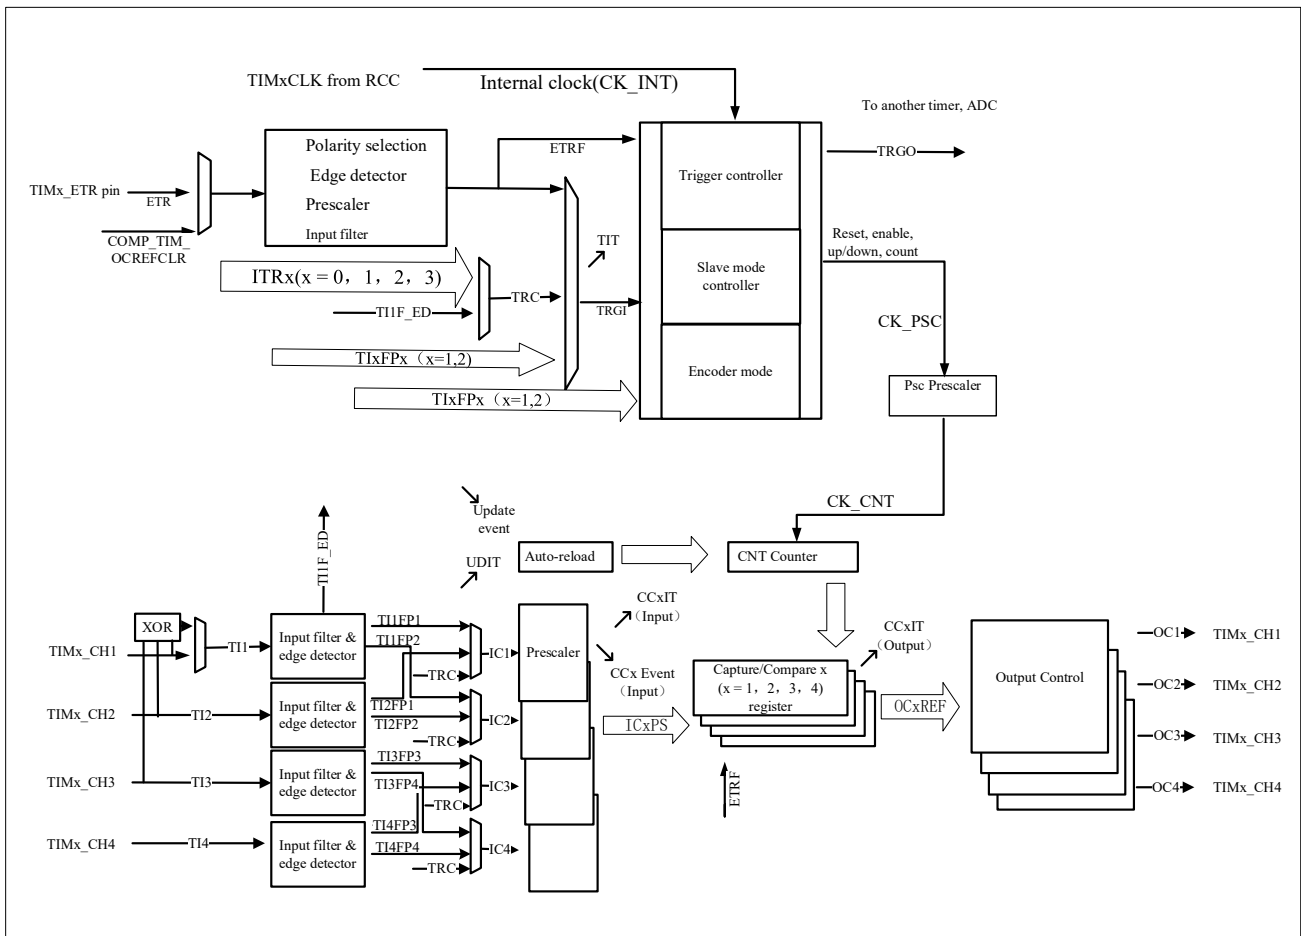 TIMxCLK from RCC
Internal clock(CK_INT)
To another timer, ADC
TRGO
TIMx_ETR pin
ETR
COMP_TIM_
OCREFCLR
Polarity selection
Edge detector
Prescaler
Input filter
ETRF
Trigger controller
Slave mode
controller
Encoder mode
Reset, enable,
up/down, count
TIT
ITRx(x = 0，1，2，3)
TI1F_ED
TRC
TRGI
TIxFPx（x=1,2)
TIxFPx（x=1,2）
CK_PSC
Psc Prescaler
CK_CNT
Update
event
UDIT
Auto-reload
CNT Counter
TI1F_ED
XOR
TIMx_CH1
TI1
Input filter &
edge detector
TI1FP1
TI1FP2
TRC
IC1
Prescaler
CCxIT
（Input）
CCx Event
（Input）
CCxIT
（Output）
TIMx_CH2
TI2
Input filter &
edge detector
TI2FP1
TI2FP2
TRC
IC2
ICxPS
Capture/Compare x
(x = 1，2，3，4)
register
ETRF
OCxREF
Output Control
OC1
TIMx_CH1
OC2
TIMx_CH2
OC3
TIMx_CH3
OC4
TIMx_CH4
TIMx_CH3
TI3
Input filter &
edge detector
TI3FP3
TI3FP4
TRC
IC3
TIMx_CH4
TI4
Input filter &
edge detector
TI4FP3
TI4FP4
TRC
IC4